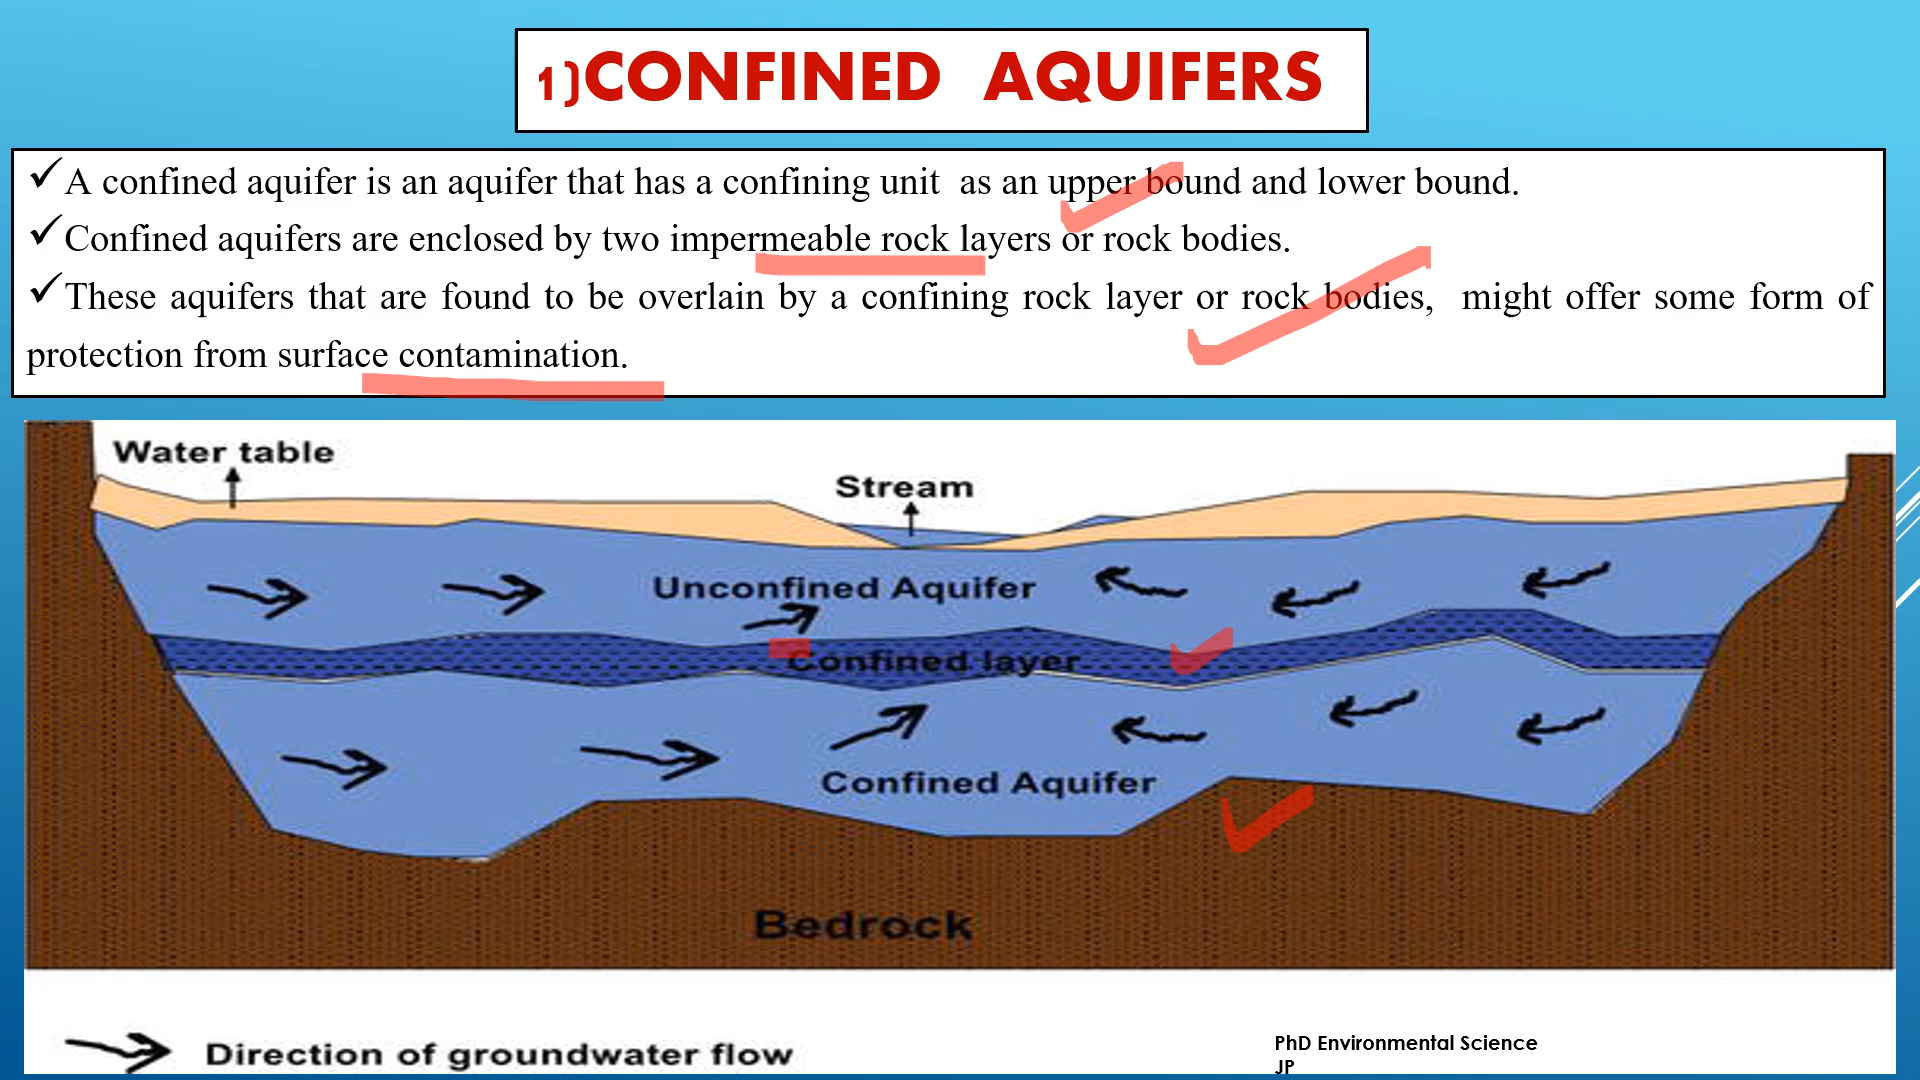 1)CONFINED AQUIFERS
✓A confined aquifer is an aquifer that has a confining unit as an upper bound and lower bound.
✓Confined aquifers are enclosed by two impermeable rock layers or rock bodies.
✓These aquifers that are found to be overlain by a confining rock layer or rock bodies, might offer some form of
protection from surface contamination.
Water table
Stream
Unconfined Aquifer
Confined layer
Confined Aquifer
Bedrock
Direction of groundwater flow
PhD Environmental Science
JP